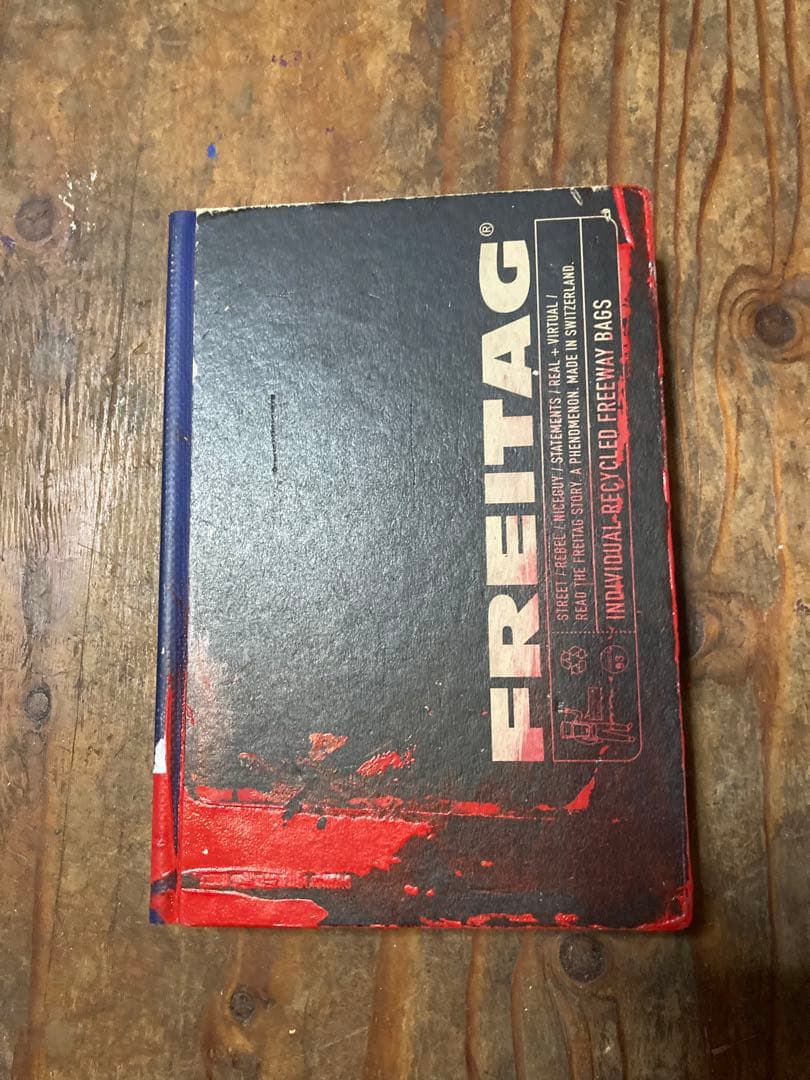 FREITAG®
STREET / REBEL / NICEGUY / STATEMENTS / REAL + VIRTUAL /
READ THE FREITAG STORY. A PHENOMENON. MADE IN SWITZERLAND.
INDIVIDUAL RECYCLED FREEWAY BAGS
93